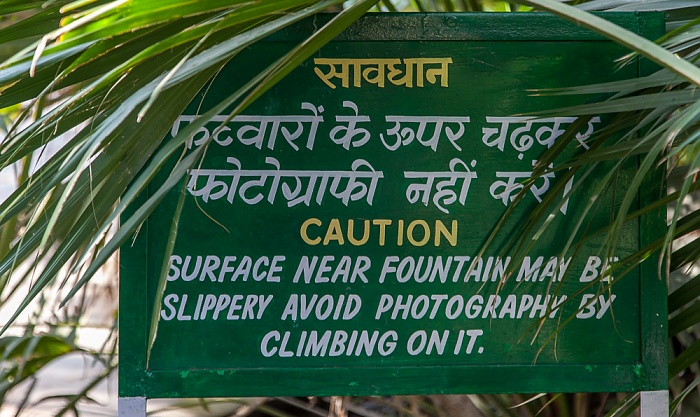 सावधान
फव्वारों के ऊपर चढ़कर
फोटोग्राफी नहीं करें।
CAUTION
SURFACE NEAR FOUNTAIN MAY BE
SLIPPERY AVOID PHOTOGRAPHY BY
CLIMBING ON IT.